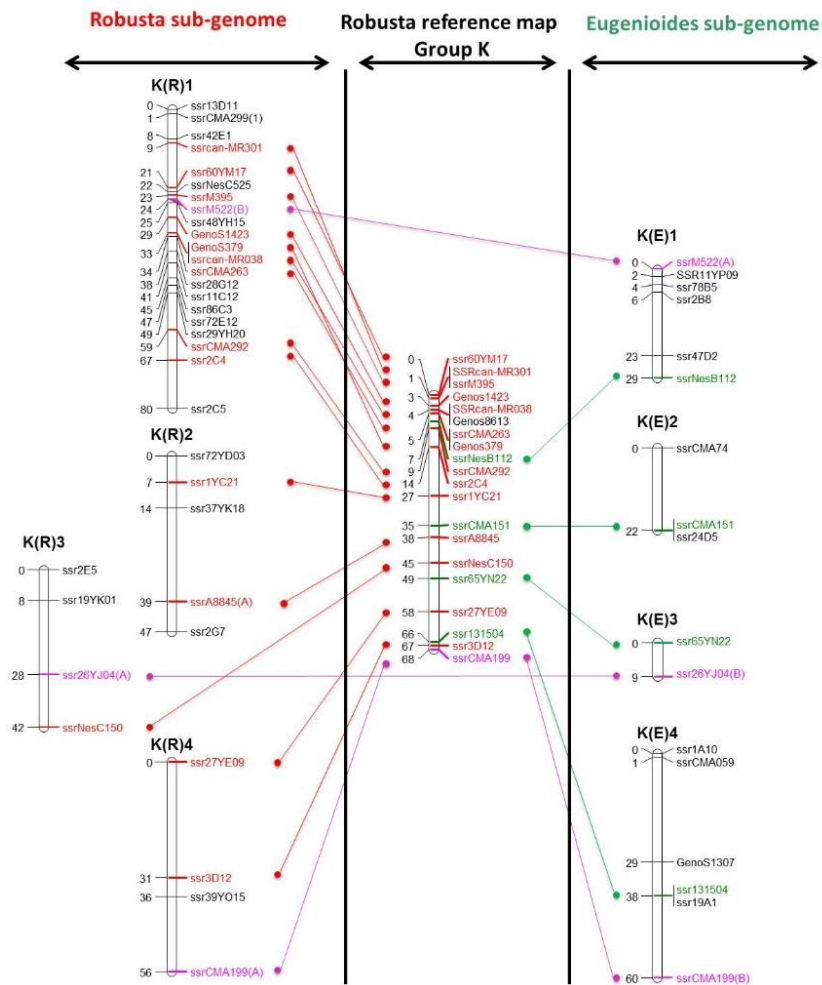 Robusta sub-genome
Robusta reference map
Group K
Eugenioides sub-genome
K(R)1
0 ssr13D11
1 ssrCMA299(1)
8 ssr42E1
9 ssrcan-MR301
21 ssr60YM17
22 ssrNesC525
23 ssrM395
24 ssrM522(B)
25 ssr48YH15
29 GenoS1423
33 GenoS379
ssrcan-MR038
34 ssrCMA263
38 ssr28G12
41 ssr11C12
45 ssr86C3
47 ssr72E12
49 ssr29YH20
59 ssrCMA292
67 ssr2C4
80 ssr2C5
K(R)2
0 ssr72YD03
7 ssr1YC21
14 ssr37YK18
39 ssrA8845(A)
47 ssr2G7
K(R)3
0 ssr2E5
8 ssr19YK01
28 ssr26YJ04(A)
42 ssrNesC150
K(R)4
0 ssr27YE09
31 ssr3D12
36 ssr39YO15
56 ssrCMA199(A)
0 ssr60YM17
1 SSRcan-MR301
ssrM395
3 Genos1423
4 SSRcan-MR038
Genos8613
5 ssrCMA263
Genos379
7 ssrNesB112
9 ssrCMA292
14 ssr2C4
27 ssr1YC21
35 ssrCMA151
38 ssrA8845
45 ssrNesC150
49 ssr65YN22
58 ssr27YE09
66 ssr131504
67 ssr3D12
68 ssrCMA199
K(E)1
0 ssrM522(A)
2 SSR11YP09
4 ssr78B5
6 ssr2B8
23 ssr47D2
29 ssrNesB112
K(E)2
0 ssrCMA74
22 ssrCMA151
ssr24D5
K(E)3
0 ssr65YN22
9 ssr26YJ04(B)
K(E)4
0 ssr1A10
1 ssrCMA059
29 GenoS1307
38 ssr131504
ssr19A1
60 ssrCMA199(B)